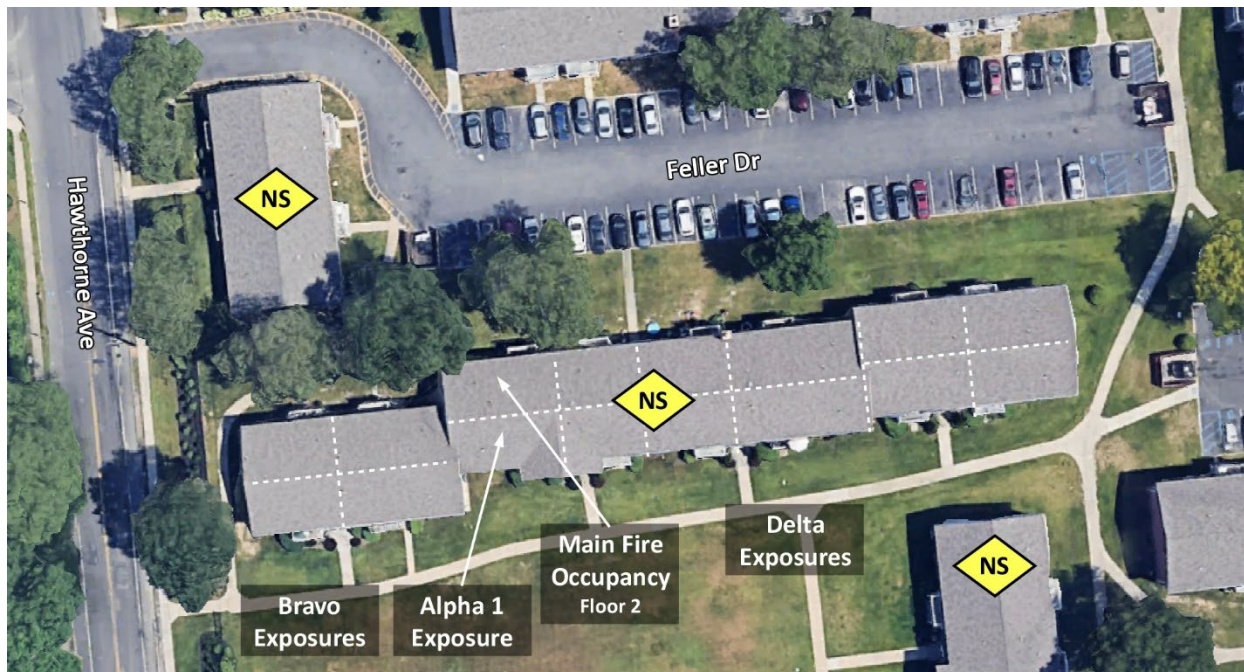 NS
Feller Dr
Hawthorne Ave
NS
NS
Main Fire
Occupancy
Floor 2
Delta
Exposures
Bravo
Exposures
Alpha 1
Exposure